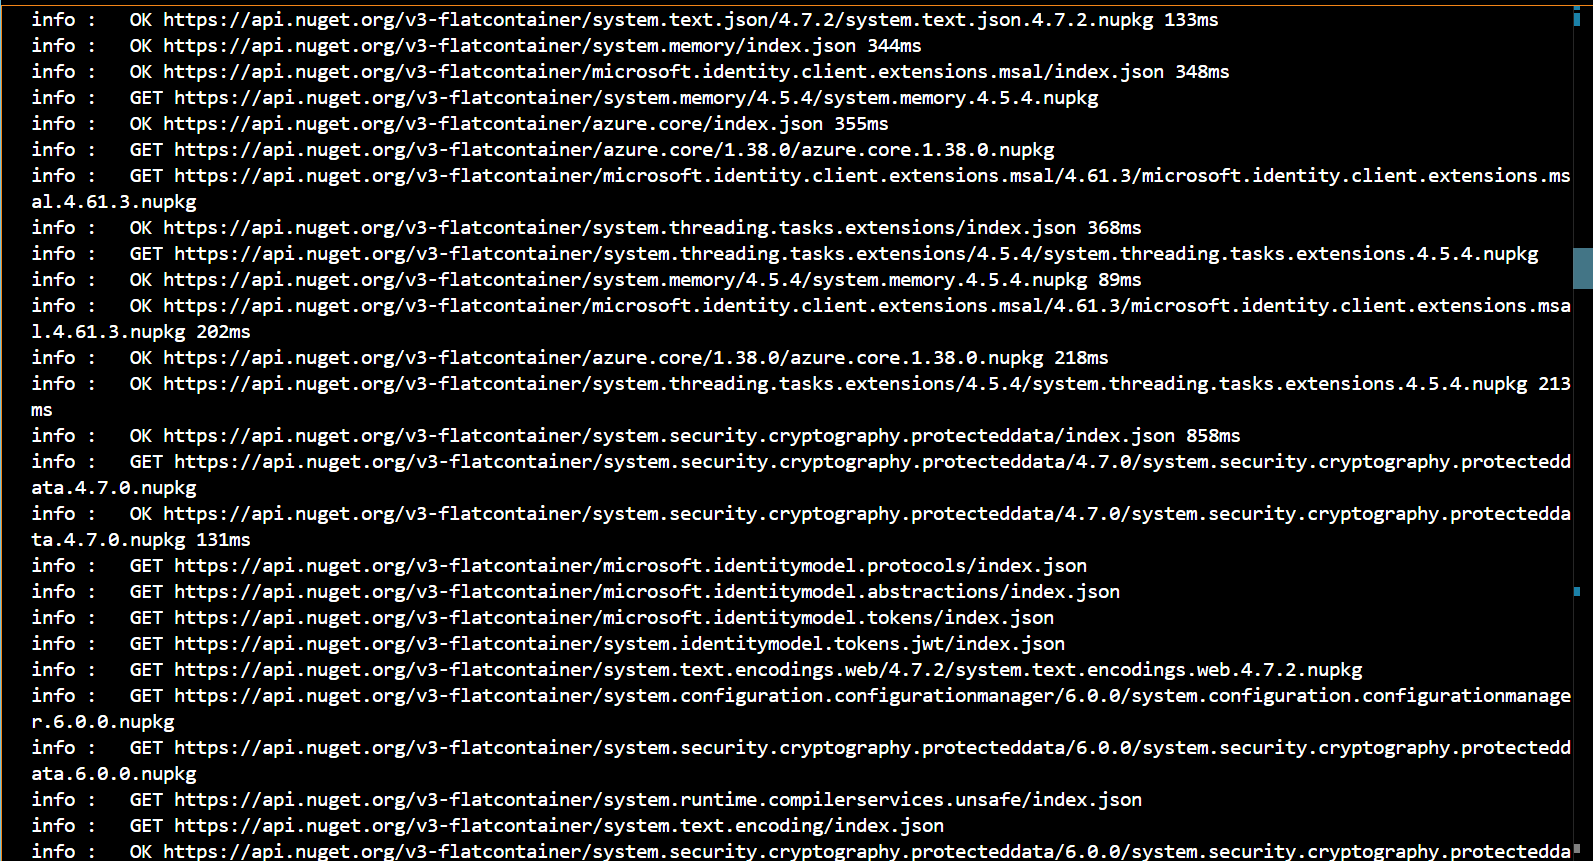 info :   OK https://api.nuget.org/v3-flatcontainer/system.text.json/4.7.2/system.text.json.4.7.2.nupkg 133ms
info :   OK https://api.nuget.org/v3-flatcontainer/system.memory/index.json 344ms
info :   OK https://api.nuget.org/v3-flatcontainer/microsoft.identity.client.extensions.msal/index.json 348ms
info :   GET https://api.nuget.org/v3-flatcontainer/system.memory/4.5.4/system.memory.4.5.4.nupkg
info :   OK https://api.nuget.org/v3-flatcontainer/azure.core/index.json 355ms
info :   GET https://api.nuget.org/v3-flatcontainer/azure.core/1.38.0/azure.core.1.38.0.nupkg
info :   GET https://api.nuget.org/v3-flatcontainer/microsoft.identity.client.extensions.msal/4.61.3/microsoft.identity.client.extensions.ms
al.4.61.3.nupkg
info :   OK https://api.nuget.org/v3-flatcontainer/system.threading.tasks.extensions/index.json 368ms
info :   GET https://api.nuget.org/v3-flatcontainer/system.threading.tasks.extensions/4.5.4/system.threading.tasks.extensions.4.5.4.nupkg
info :   OK https://api.nuget.org/v3-flatcontainer/system.memory/4.5.4/system.memory.4.5.4.nupkg 89ms
info :   OK https://api.nuget.org/v3-flatcontainer/microsoft.identity.client.extensions.msal/4.61.3/microsoft.identity.client.extensions.msa
l.4.61.3.nupkg 202ms
info :   OK https://api.nuget.org/v3-flatcontainer/azure.core/1.38.0/azure.core.1.38.0.nupkg 218ms
info :   OK https://api.nuget.org/v3-flatcontainer/system.threading.tasks.extensions/4.5.4/system.threading.tasks.extensions.4.5.4.nupkg 213
ms
info :   OK https://api.nuget.org/v3-flatcontainer/system.security.cryptography.protecteddata/index.json 858ms
info :   GET https://api.nuget.org/v3-flatcontainer/system.security.cryptography.protecteddata/4.7.0/system.security.cryptography.protectedd
ata.4.7.0.nupkg
info :   OK https://api.nuget.org/v3-flatcontainer/system.security.cryptography.protecteddata/4.7.0/system.security.cryptography.protectedda
ta.4.7.0.nupkg 131ms
info :   GET https://api.nuget.org/v3-flatcontainer/microsoft.identitymodel.protocols/index.json
info :   GET https://api.nuget.org/v3-flatcontainer/microsoft.identitymodel.abstractions/index.json
info :   GET https://api.nuget.org/v3-flatcontainer/microsoft.identitymodel.tokens/index.json
info :   GET https://api.nuget.org/v3-flatcontainer/system.identitymodel.tokens.jwt/index.json
info :   GET https://api.nuget.org/v3-flatcontainer/system.text.encodings.web/4.7.2/system.text.encodings.web.4.7.2.nupkg
info :   GET https://api.nuget.org/v3-flatcontainer/system.configuration.configurationmanager/6.0.0/system.configuration.configurationmanage
r.6.0.0.nupkg
info :   GET https://api.nuget.org/v3-flatcontainer/system.security.cryptography.protecteddata/6.0.0/system.security.cryptography.protectedd
ata.6.0.0.nupkg
info :   GET https://api.nuget.org/v3-flatcontainer/system.runtime.compilerservices.unsafe/index.json
info :   GET https://api.nuget.org/v3-flatcontainer/system.text.encoding/index.json
info :   OK https://api.nuget.org/v3-flatcontainer/system.security.cryptography.protecteddata/6.0.0/system.security.cryptography.protectedda